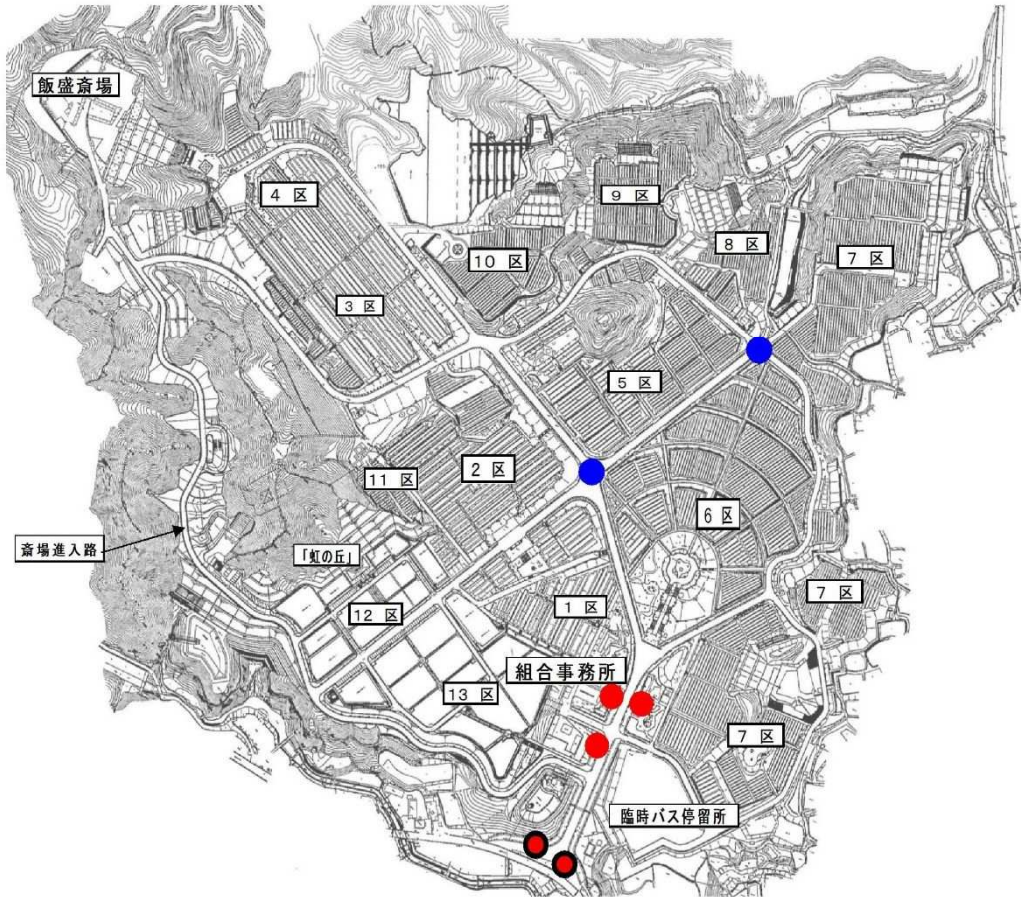 飯盛斎場
4 区
9 区
8 区
7 区
10 区
3 区
5 区
11 区
2 区
6 区
斎場進入路
「虹の丘」
12 区
1 区
7 区
組合事務所
13 区
7 区
臨時バス停留所